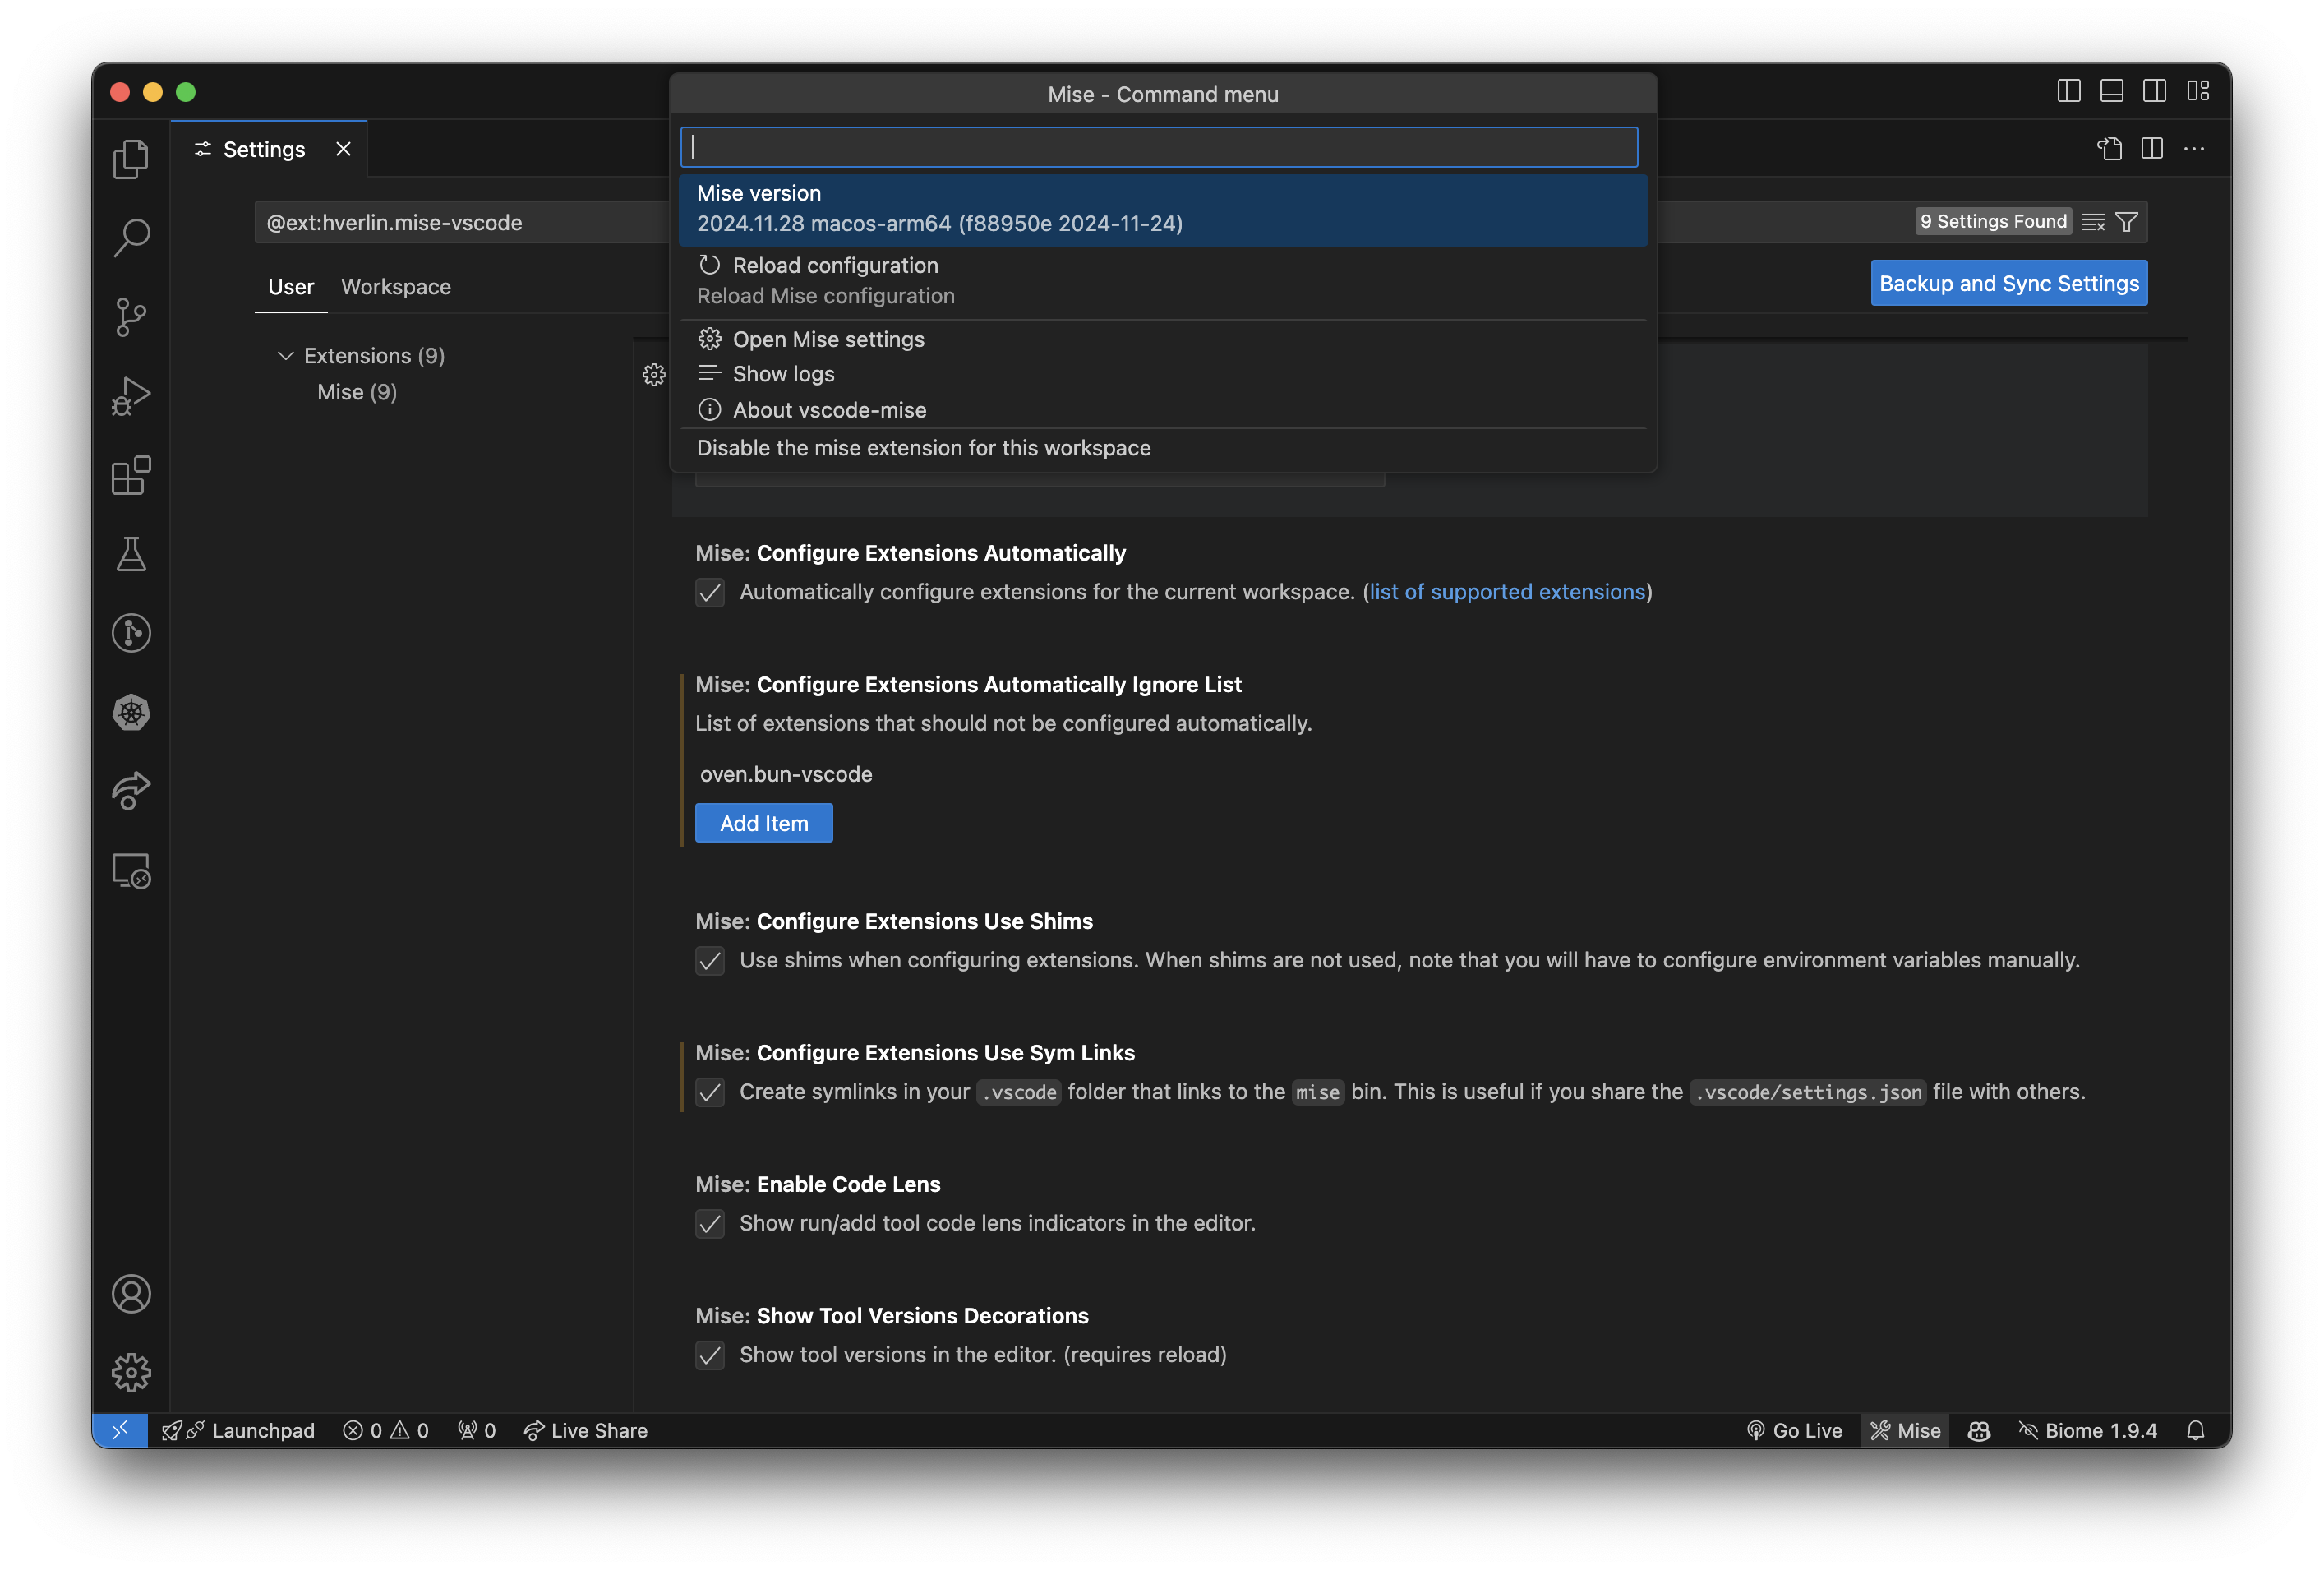 Mise - Command menu
Settings
Mise version
2024.11.28 macos-arm64 (f88950e 2024-11-24)
Reload configuration
Reload Mise configuration
Open Mise settings
Show logs
About vscode-mise
Disable the mise extension for this workspace
@ext:hverlin.mise-vscode
9 Settings Found
User
Workspace
Backup and Sync Settings
Extensions (9)
Mise (9)
Mise: Configure Extensions Automatically
Automatically configure extensions for the current workspace. (list of supported extensions)
Mise: Configure Extensions Automatically Ignore List
List of extensions that should not be configured automatically.
oven.bun-vscode
Add Item
Mise: Configure Extensions Use Shims
Use shims when configuring extensions. When shims are not used, note that you will have to configure environment variables manually.
Mise: Configure Extensions Use Sym Links
Create symlinks in your .vscode folder that links to the mise bin. This is useful if you share the .vscode/settings.json file with others.
Mise: Enable Code Lens
Show run/add tool code lens indicators in the editor.
Mise: Show Tool Versions Decorations
Show tool versions in the editor. (requires reload)
Launchpad
0 0
0
Live Share
Go Live
Mise
Biome 1.9.4